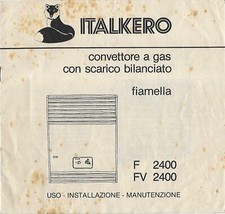 ITALKERO
convettore a gas
con scarico bilanciato
fiamella
F 2400
FV 2400
USO - INSTALLAZIONE - MANUTENZIONE